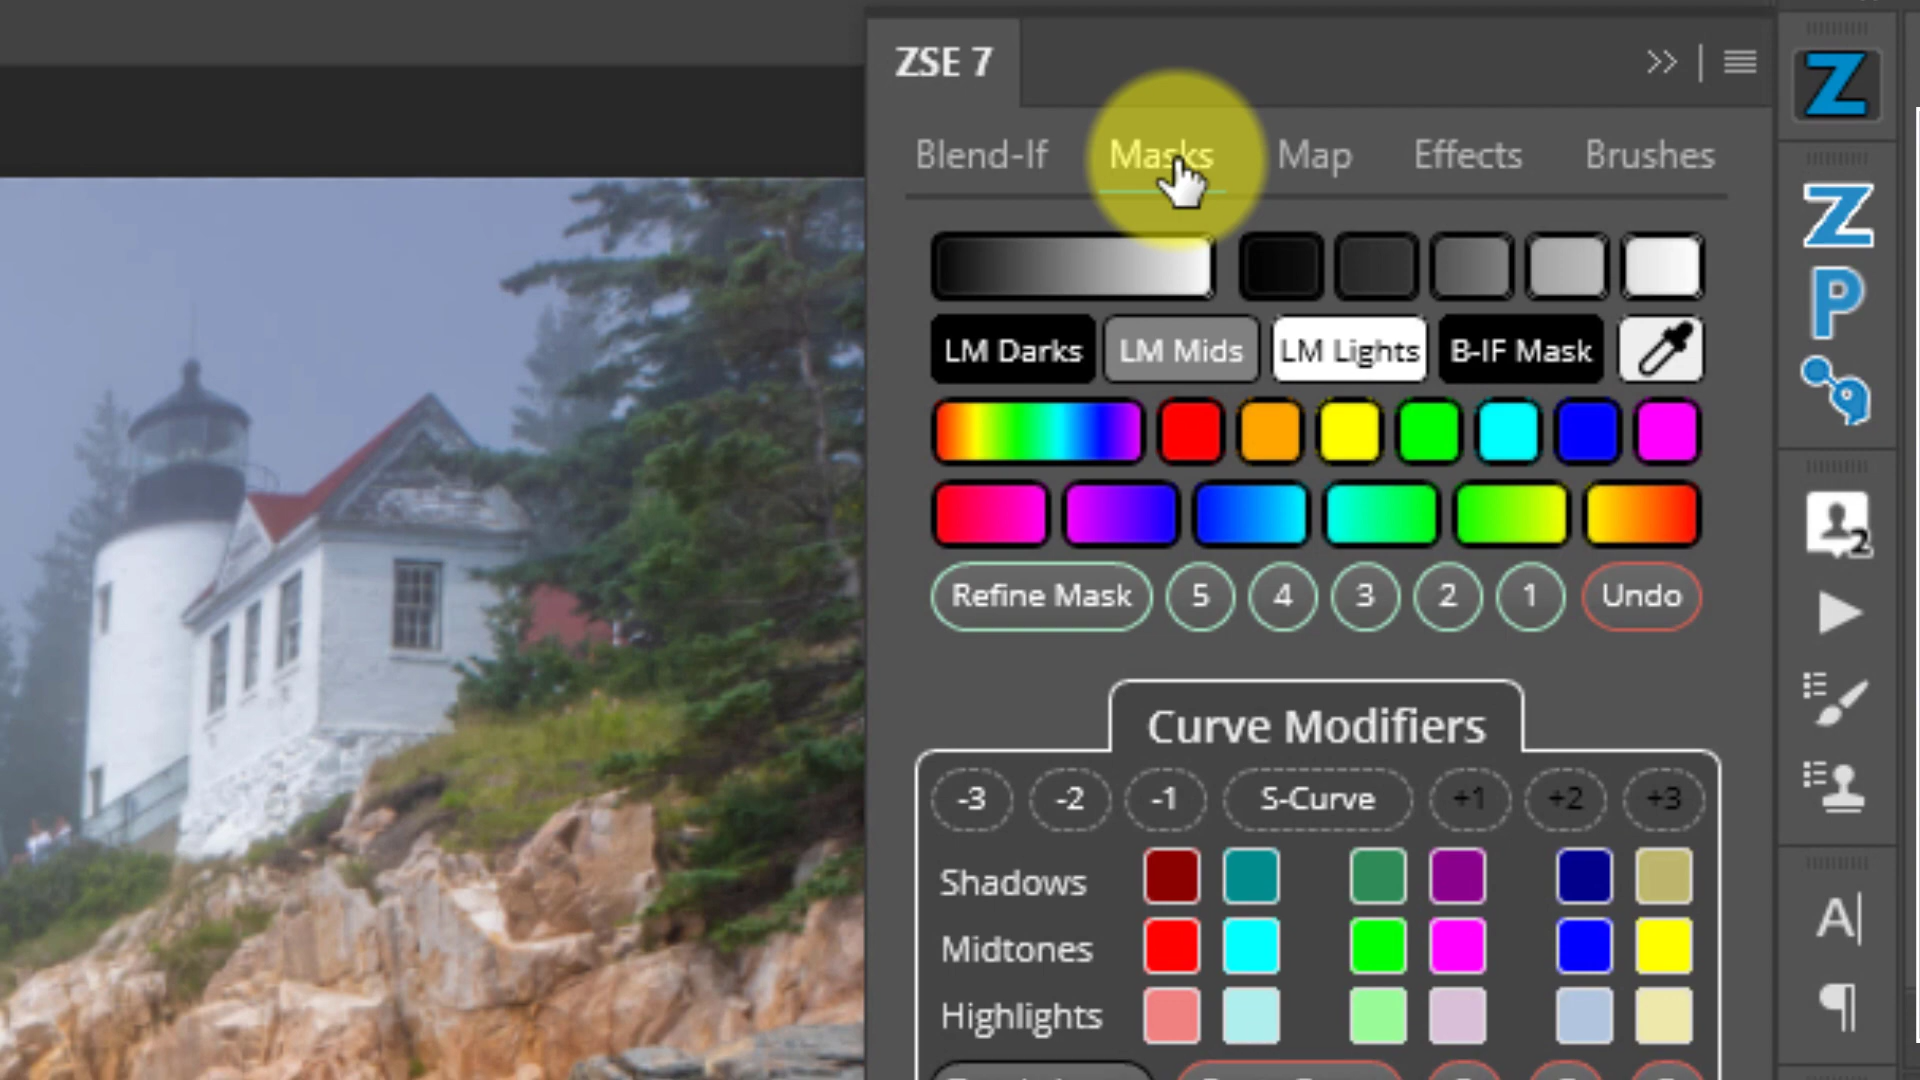 ZSE 7
Blend-If Masks Map Effects Brushes
LM Darks LM Mids LM Lights B-IF Mask
Refine Mask 5 4 3 2 1 Undo
Curve Modifiers
-3 -2 -1 S-Curve +1 +2 +3
Shadows
Midtones
Highlights
Z
Z
P
2
A